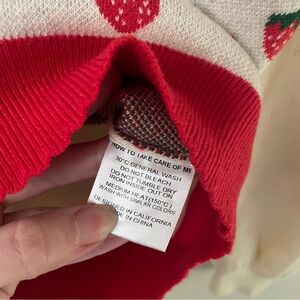 HOW TO TAKE CARE OF ME
30°C GENERAL WASH
DO NOT BLEACH
DO NOT TUMBLE DRY
IRON INSIDE OUT ON
MEDIUM HEAT(150°C)
WASH WITH SIMILAR COLORS
DESIGNED IN CALIFORNIA
MADE IN CHINA